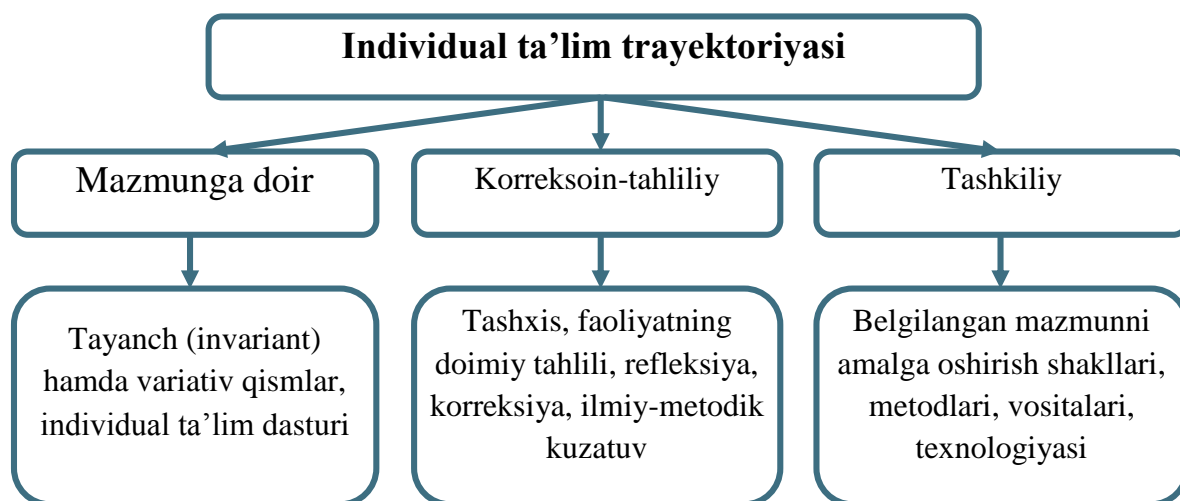 Individual ta’lim trayektoriyasi
Mazmunga doir
Korreksoin-tahliliy
Tashkiliy
Tayanch (invariant)
hamda variativ qismlar,
individual ta’lim dasturi
Tashxis, faoliyatning
doimiy tahlili, refleksiya,
korreksiya, ilmiy-metodik
kuzatuv
Belgilangan mazmunni
amalga oshirish shakllari,
metodlari, vositalari,
texnologiyasi